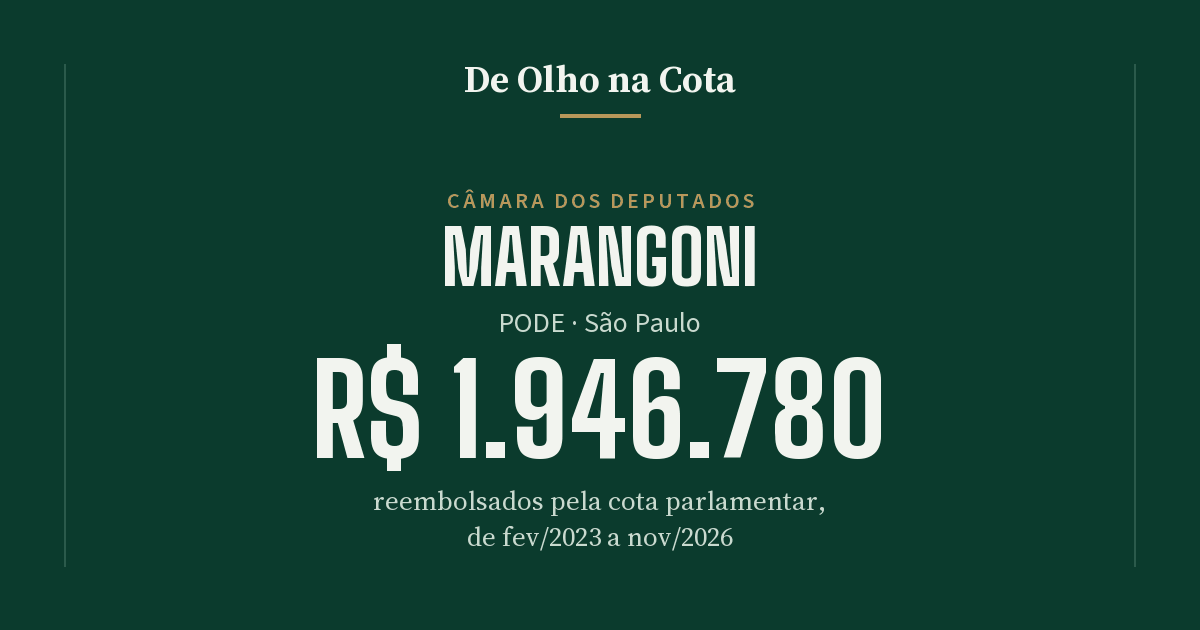 De Olho na Cota
CÂMARA DOS DEPUTADOS
MARANGONI
PODE · São Paulo
R$ 1.946.780
reembolsados pela cota parlamentar,
de fev/2023 a nov/2026